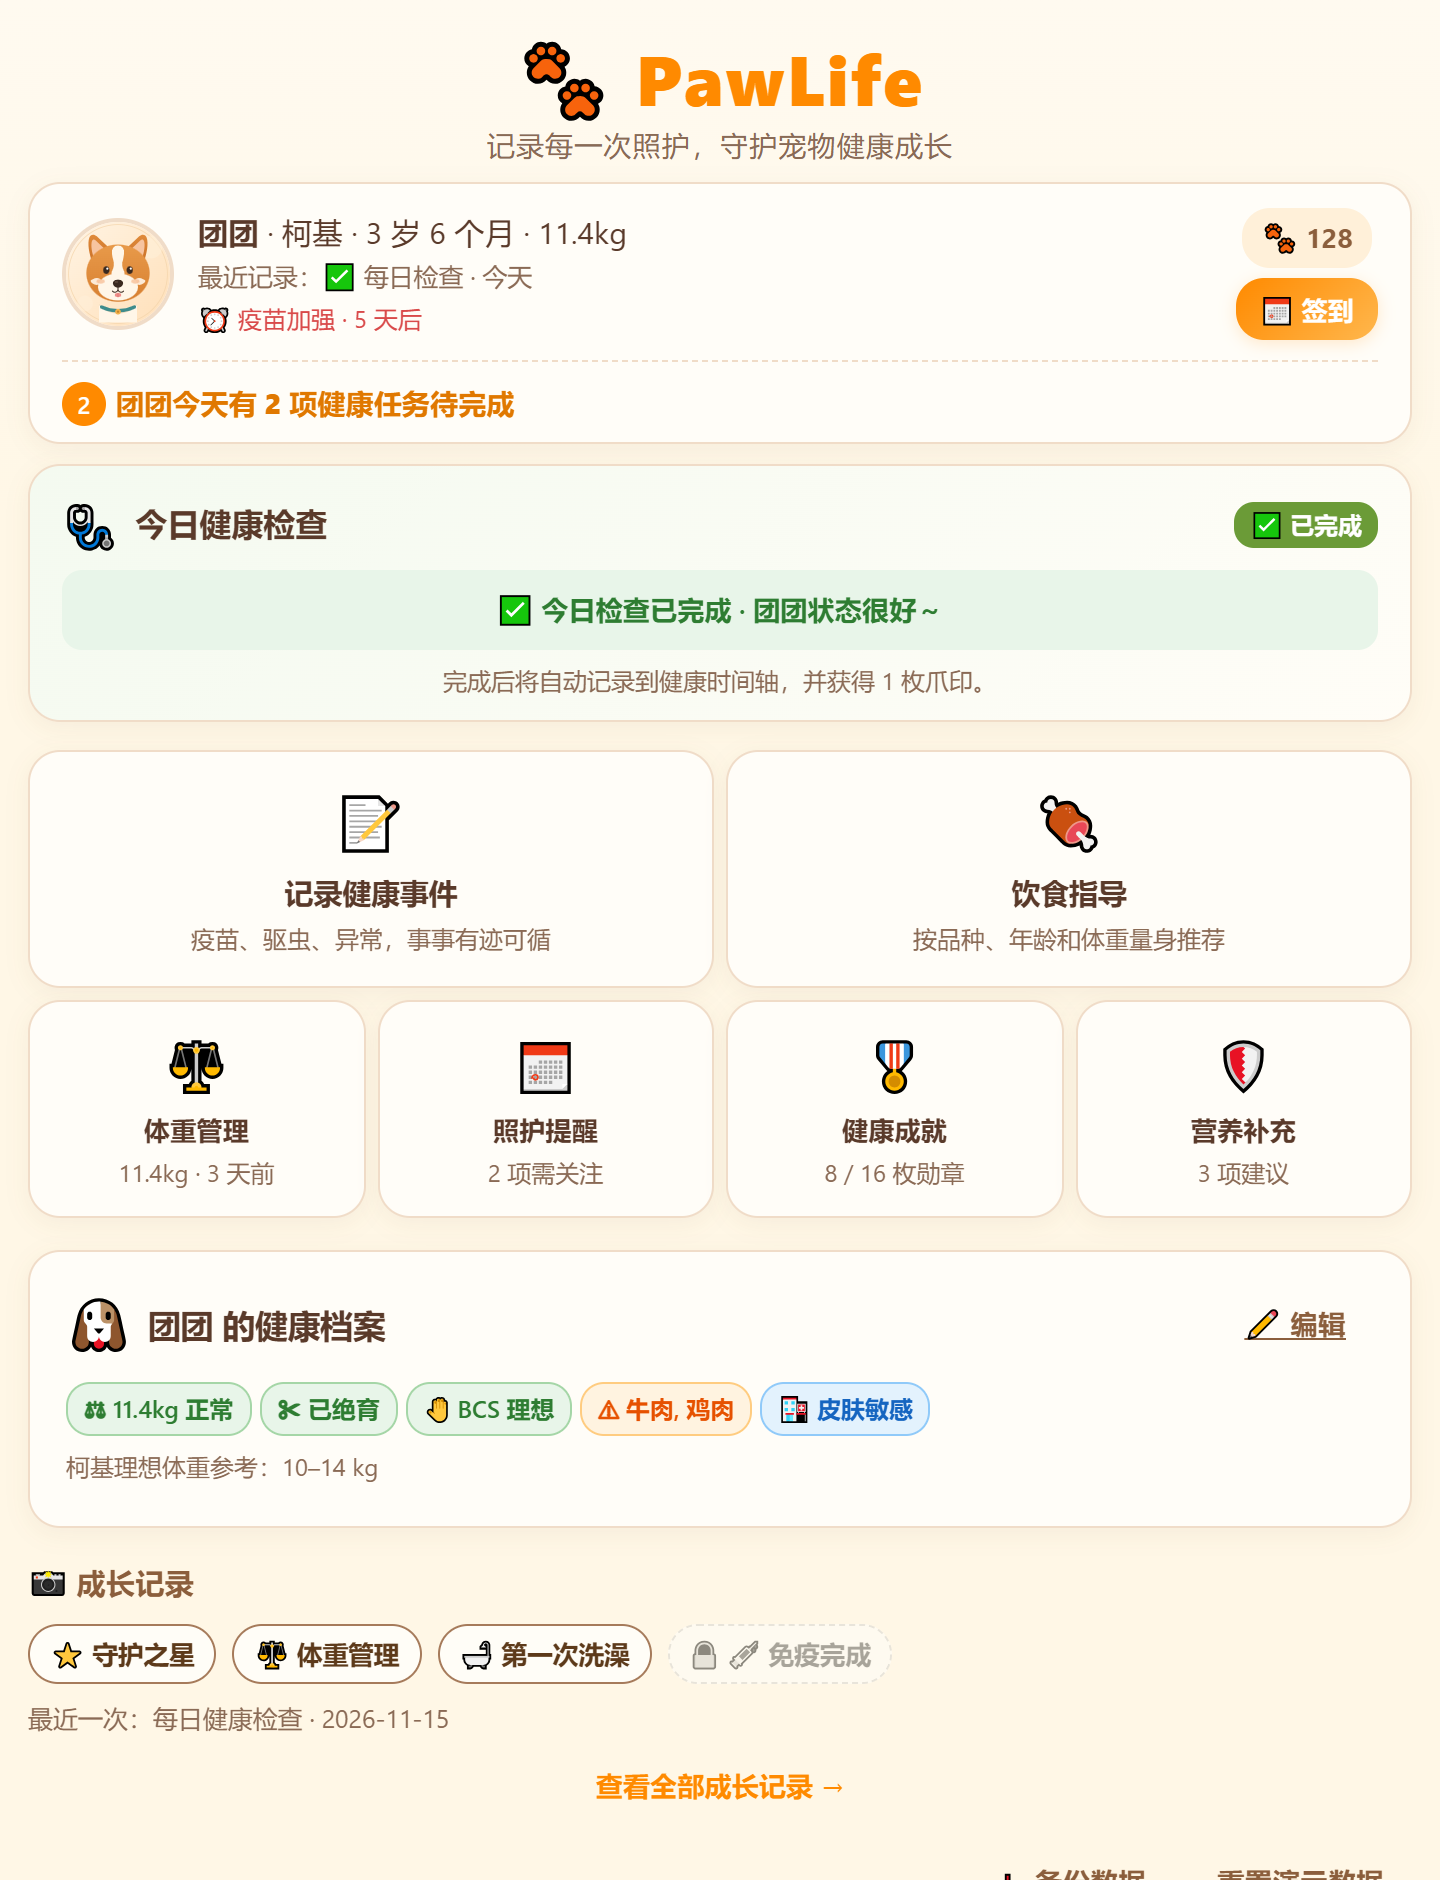 PawLife
记录每一次照护，守护宠物健康成长
团团 · 柯基 · 3 岁 6 个月 · 11.4kg
128
最近记录：✅ 每日检查 · 今天
签到
⏰ 疫苗加强 · 5 天后
2 团团今天有 2 项健康任务待完成
今日健康检查
✅ 已完成
✅ 今日检查已完成 · 团团状态很好～
完成后将自动记录到健康时间轴，并获得 1 枚爪印。
记录健康事件
疫苗、驱虫、异常，事事有迹可循
饮食指导
按品种、年龄和体重量身推荐
体重管理
11.4kg · 3 天前
照护提醒
2 项需关注
健康成就
8 / 16 枚勋章
营养补充
3 项建议
团团 的健康档案
编辑
11.4kg 正常
已绝育
BCS 理想
牛肉, 鸡肉
皮肤敏感
柯基理想体重参考：10–14 kg
成长记录
守护之星
体重管理
第一次洗澡
免疫完成
最近一次：每日健康检查 · 2026-11-15
查看全部成长记录 →
备份数据
重置演示数据